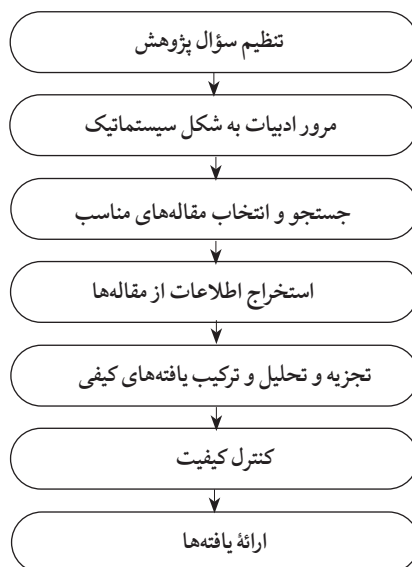 تنظیم سؤال پژوهش
مرور ادبیات به شکل سیستماتیک
جستجو و انتخاب مقاله‌های مناسب
استخراج اطلاعات از مقاله‌ها
تجزیه و تحلیل و ترکیب یافته‌های کیفی
کنترل کیفیت
ارائهٔ یافته‌ها